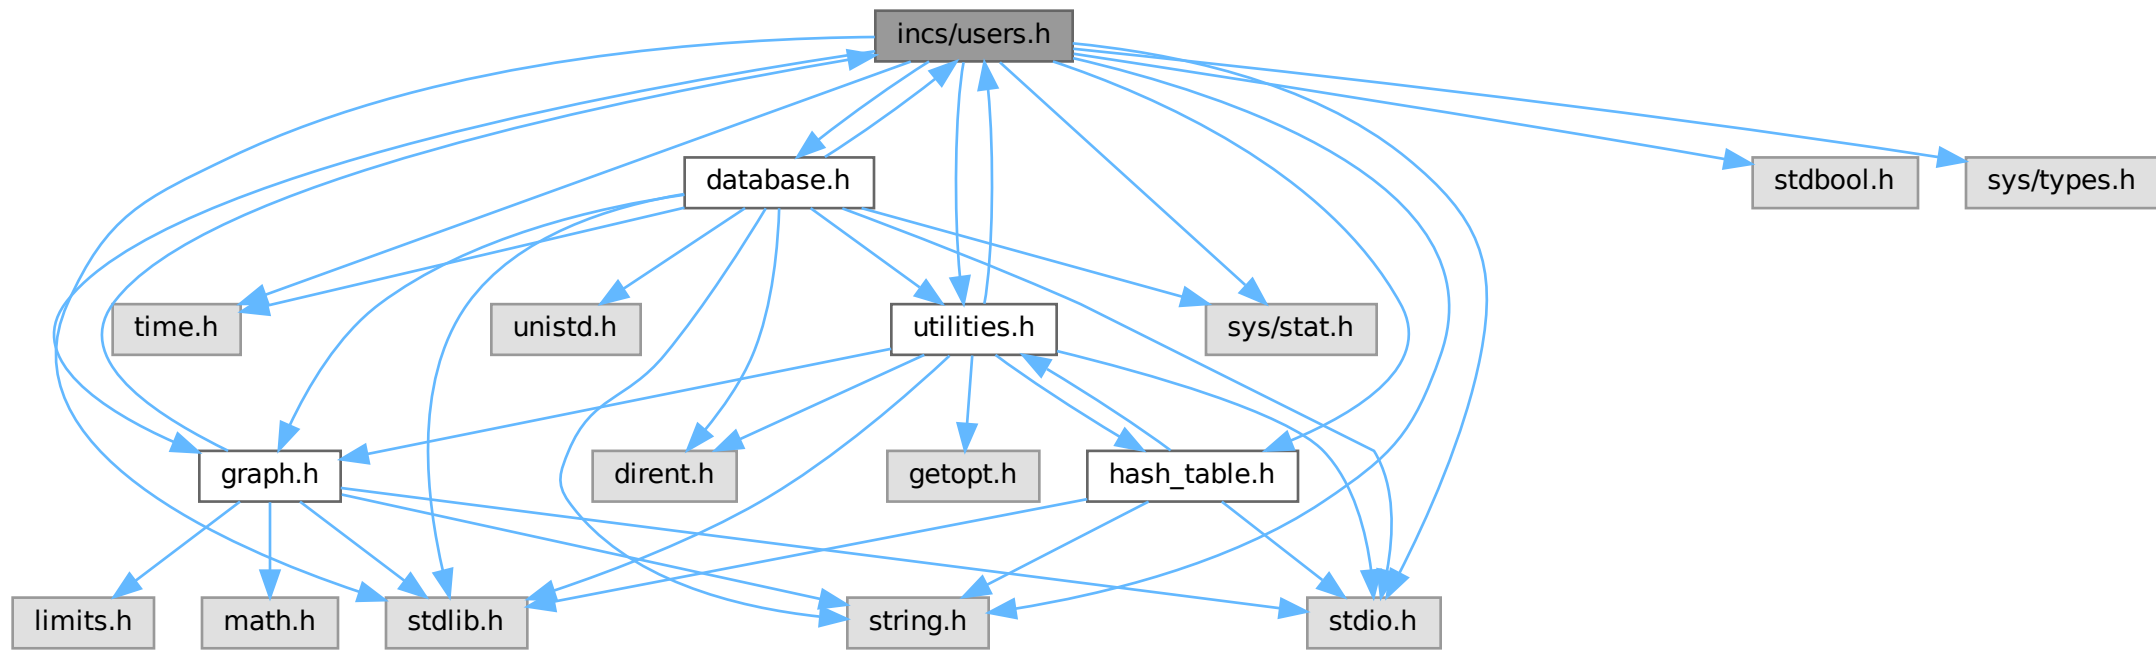 incs/users.h
database.h
stdbool.h
sys/types.h
time.h
unistd.h
utilities.h
sys/stat.h
graph.h
dirent.h
getopt.h
hash_table.h
limits.h
math.h
stdlib.h
string.h
stdio.h